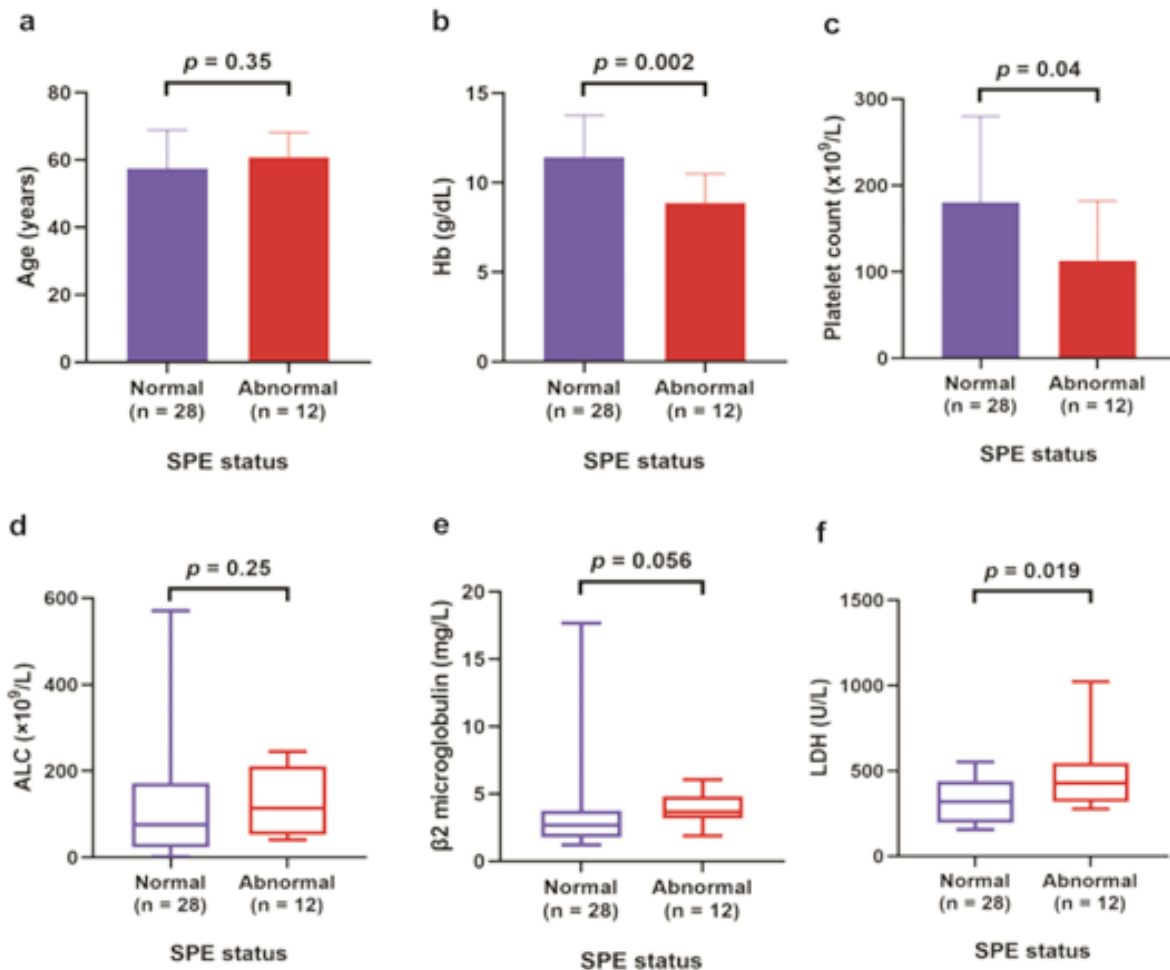 a
p = 0.35
Age (years)
80
60
40
20
0
Normal
(n = 28)
Abnormal
(n = 12)
SPE status
b
p = 0.002
Hb (g/dL)
15
10
5
0
Normal
(n = 28)
Abnormal
(n = 12)
SPE status
c
p = 0.04
Platelet count (x10⁹/L)
300
200
100
0
Normal
(n = 28)
Abnormal
(n = 12)
SPE status
d
p = 0.25
ALC (×10⁹/L)
600
400
200
0
Normal
(n = 28)
Abnormal
(n = 12)
SPE status
e
p = 0.056
β2 microglobulin (mg/L)
20
15
10
5
0
Normal
(n = 28)
Abnormal
(n = 12)
SPE status
f
p = 0.019
LDH (U/L)
1500
1000
500
0
Normal
(n = 28)
Abnormal
(n = 12)
SPE status